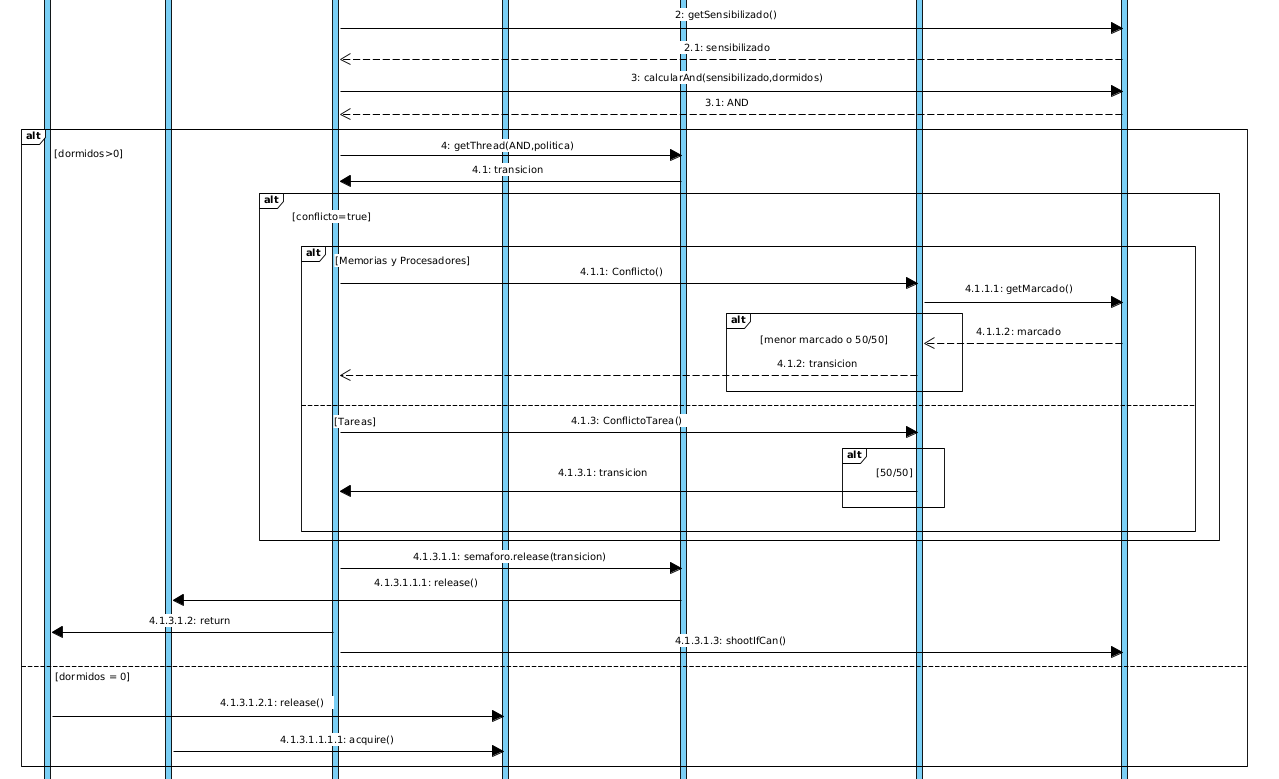 2: getSensibilizado()
2.1: sensibilizado
3: calcularAnd(sensibilizado,dormidos)
3.1: AND
alt
[dormidos>0]
4: getThread(AND,politica)
4.1: transicion
alt
[conflicto=true]
alt
[Memorias y Procesadores]
4.1.1: Conflicto()
4.1.1.1: getMarcado()
alt
4.1.1.2: marcado
[menor marcado o 50/50]
4.1.2: transicion
[Tareas]
4.1.3: ConflictoTarea()
alt
4.1.3.1: transicion
[50/50]
4.1.3.1.1: semaforo.release(transicion)
4.1.3.1.1.1: release()
4.1.3.1.2: return
4.1.3.1.3: shootIfCan()
[dormidos = 0]
4.1.3.1.2.1: release()
4.1.3.1.1.1.1: acquire()